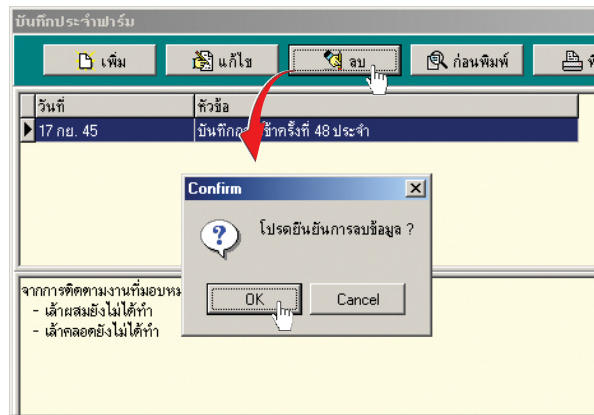 บันทึกประจำฟาร์ม
เพิ่ม แก้ไข ลบ ก่อนพิมพ์
วันที่ หัวข้อ
17 กย. 45 บันทึกก เข้าครั้งที่ 48 ประจำ
Confirm
โปรดยืนยันการลบข้อมูล ?
OK Cancel
จากการติดตามงานที่มอบหม
- เล้าผสมยังไม่ได้ทำ
- เล้าคลอดยังไม่ได้ทำ